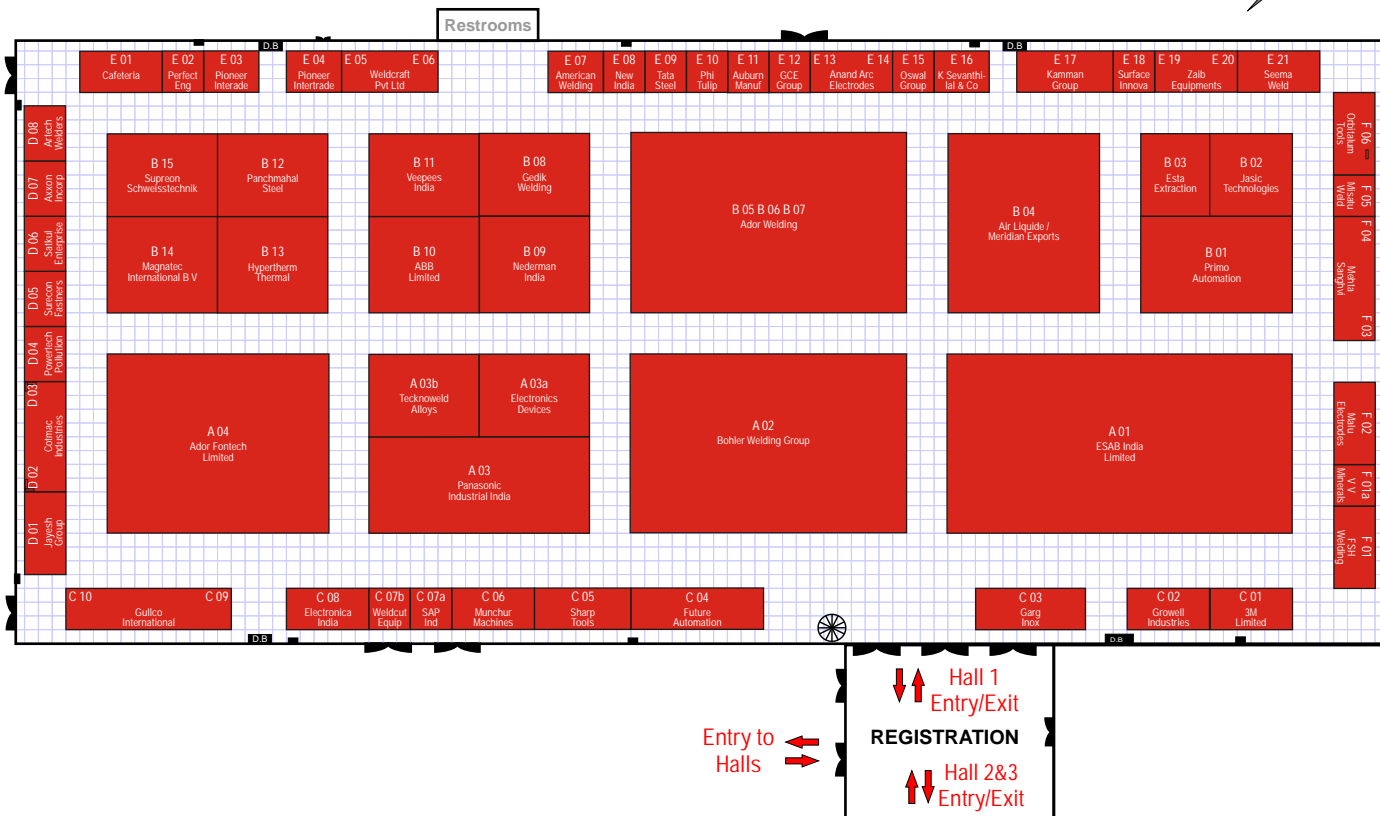 Restrooms
D.B
D.B
E 01
Cafeteria
E 02
Perfect
Eng
E 03
Pioneer
Interade
E 04
Pioneer
Intertrade
E 05 E 06
Weldcraft
Pvt Ltd
E 07
American
Welding
E 08
New
India
E 09
Tata
Steel
E 10
Phi
Tulip
E 11
Auburn
Manuf
E 12
GCE
Group
E 13 E 14
Anand Arc
Electrodes
E 15
Oswal
Group
E 16
K Sevanthi-
lal & Co
E 17
Kamman
Group
E 18
Surface
Innova
E 19 E 20
Zaib
Equipments
E 21
Seema
Weld
D 08
Artech
Welders
D 07
Axxon
Incorp
D 06
Satkul
Enterprise
D 05
Surecon
Fastners
D 04
Powertech
Pollution
D 03
D 02
Cotmac
Industries
D 01
Jayesh
Group
B 15
Supreon
Schweisstechnik
B 12
Panchmahal
Steel
B 14
Magnatec
International B V
B 13
Hypertherm
Thermal
B 11
Veepees
India
B 08
Gedik
Welding
B 10
ABB
Limited
B 09
Nederman
India
B 05 B 06 B 07
Ador Welding
B 04
Air Liquide /
Meridian Exports
B 03
Esta
Extraction
B 02
Jasic
Technologies
B 01
Primo
Automation
F 06
Orbitalum
Tools
F 05
Misatu
Weld
F 04
Mehta
Sanghvi
F 03
F 02
Malu
Electrodes
F 01a
V V
Minerals
F 01
FSH
Welding
A 04
Ador Fontech
Limited
A 03b
Tecknoweld
Alloys
A 03a
Electronics
Devices
A 03
Panasonic
Industrial India
A 02
Bohler Welding Group
A 01
ESAB India
Limited
C 10 C 09
Gullco
International
C 08
Electronica
India
C 07b
Weldcut
Equip
C 07a
SAP
Ind
C 06
Munchur
Machines
C 05
Sharp
Tools
C 04
Future
Automation
C 03
Garg
Inox
C 02
Growell
Industries
C 01
3M
Limited
D.B
D.B
Hall 1
Entry/Exit
Entry to
Halls
REGISTRATION
Hall 2&3
Entry/Exit